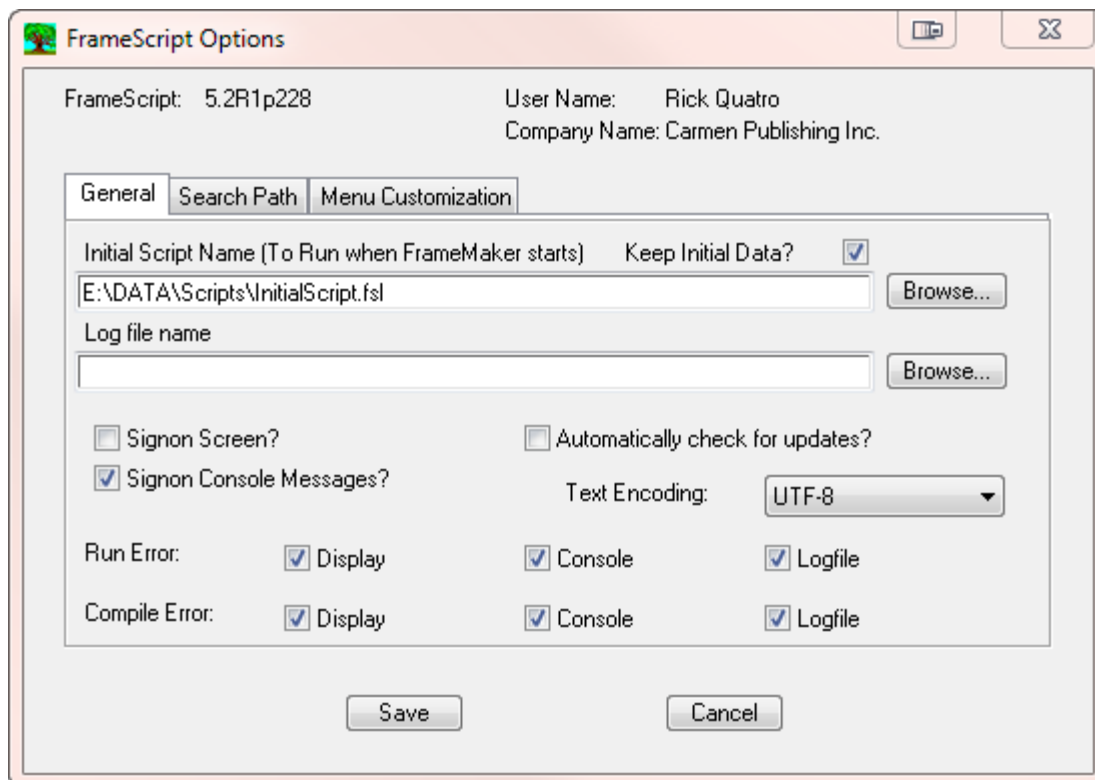 FrameScript Options
FrameScript: 5.2R1p228 User Name: Rick Quatro
Company Name: Carmen Publishing Inc.
General Search Path Menu Customization
Initial Script Name (To Run when FrameMaker starts) Keep Initial Data?
E:\DATA\Scripts\InitialScript.fsl Browse...
Log file name
Browse...
Signon Screen? Automatically check for updates?
Signon Console Messages?
Text Encoding: UTF-8
Run Error: Display Console Logfile
Compile Error: Display Console Logfile
Save Cancel